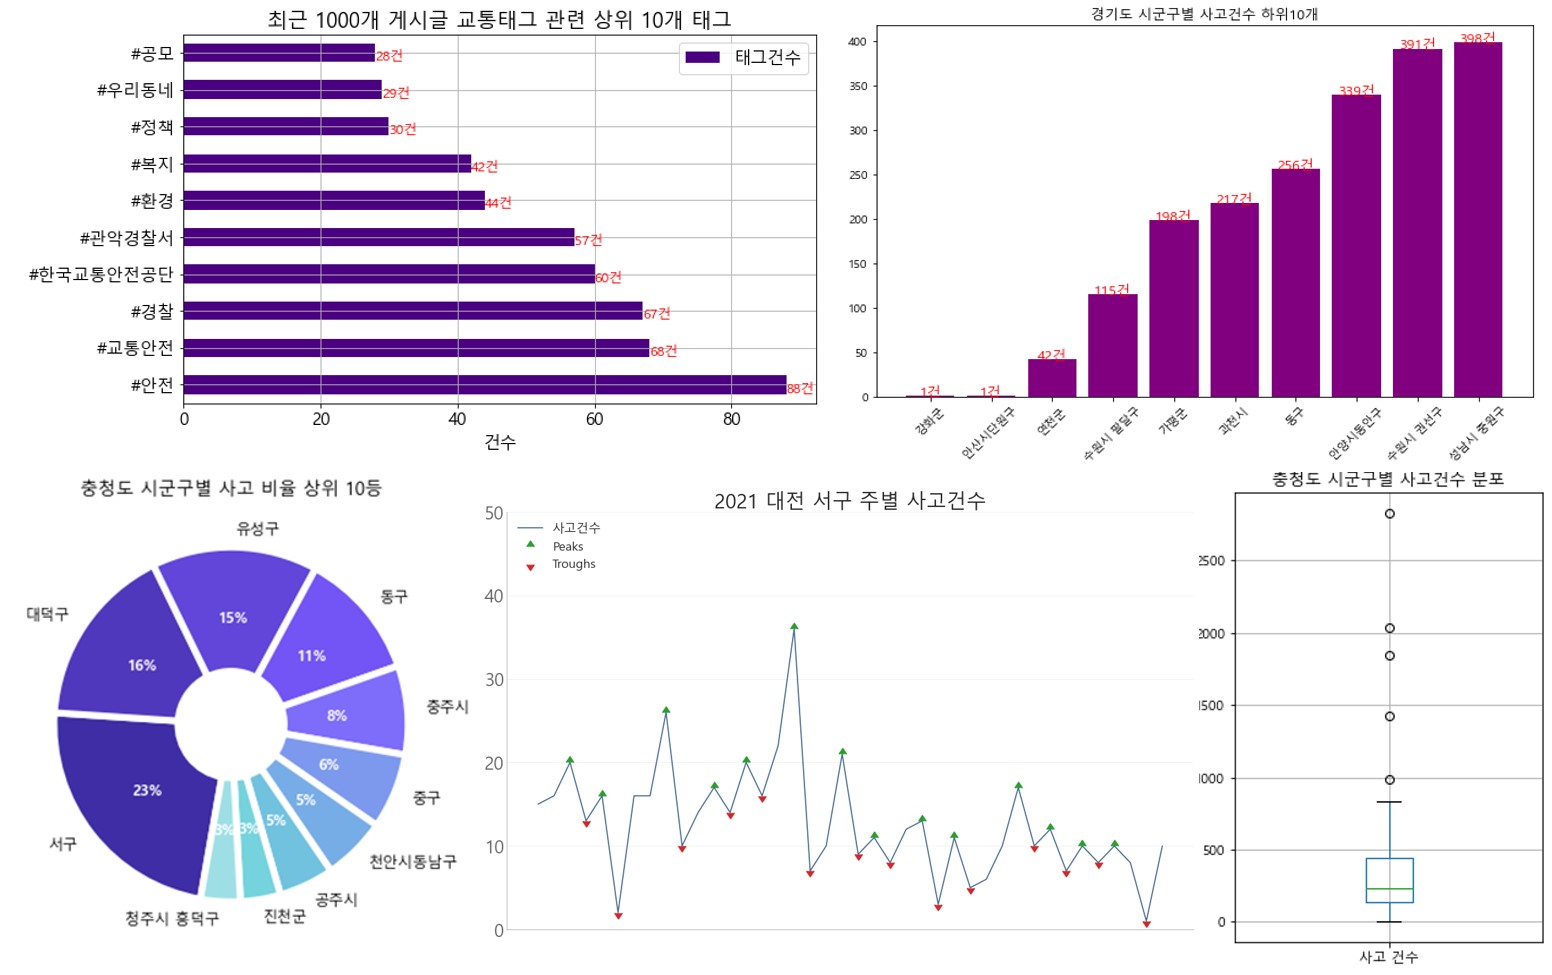 최근 1000개 게시글 교통태그 관련 상위 10개 태그
태그건수
#공모
28건
#우리동네
29건
#정책
30건
#복지
42건
#환경
44건
#관악경찰서
57건
#한국교통안전공단
60건
#경찰
67건
#교통안전
68건
#안전
88건
0 20 40 60 80
건수
경기도 시군구별 사고건수 하위10개
400
350
300
250
200
150
100
50
0
1건 1건 42건 115건 198건 217건 256건 339건 391건 398건
강화군 안산시단원구 연천군 수원시 팔달구 가평군 과천시 동구 안양시동안구 수원시 권선구 성남시 중원구
충청도 시군구별 사고 비율 상위 10등
유성구
15%
동구
11%
충주시
8%
중구
6%
천안시동남구
5%
공주시
5%
진천군
3%
청주시 흥덕구
3%
서구
23%
대덕구
16%
2021 대전 서구 주별 사고건수
사고건수
Peaks
Troughs
50
40
30
20
10
0
충청도 시군구별 사고건수 분포
2500
2000
1500
1000
500
0
사고 건수